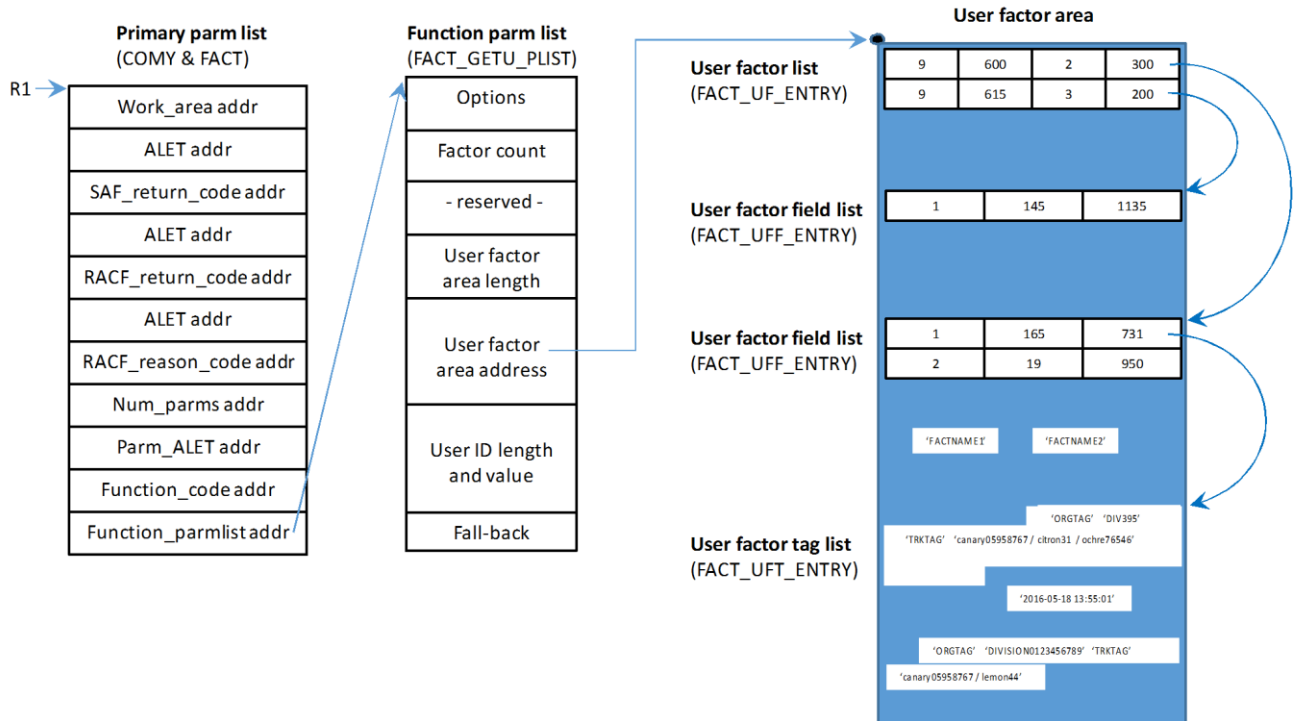 Primary parm list
(COMY & FACT)
R1
Work_area addr
ALET addr
SAF_return_code addr
ALET addr
RACF_return_code addr
ALET addr
RACF_reason_code addr
Num_parms addr
Parm_ALET addr
Function_code addr
Function_parmlist addr
Function parm list
(FACT_GETU_PLIST)
Options
Factor count
- reserved -
User factor
area length
User factor
area address
User ID length
and value
Fall-back
User factor area
User factor list
(FACT_UF_ENTRY)
9 600 2 300
9 615 3 200
User factor field list
(FACT_UFF_ENTRY)
1 145 1135
User factor field list
(FACT_UFF_ENTRY)
1 165 731
2 19 950
'FACTNAME1' 'FACTNAME2'
User factor tag list
(FACT_UFT_ENTRY)
'ORGTAG' 'DIV395'
'TRKTAG' 'canary05958767 / citron31 / ochre76546'
'2016-05-18 13:55:01'
'ORGTAG' 'DIVISION0123456789' 'TRKTAG'
'canary05958767 / lemon44'